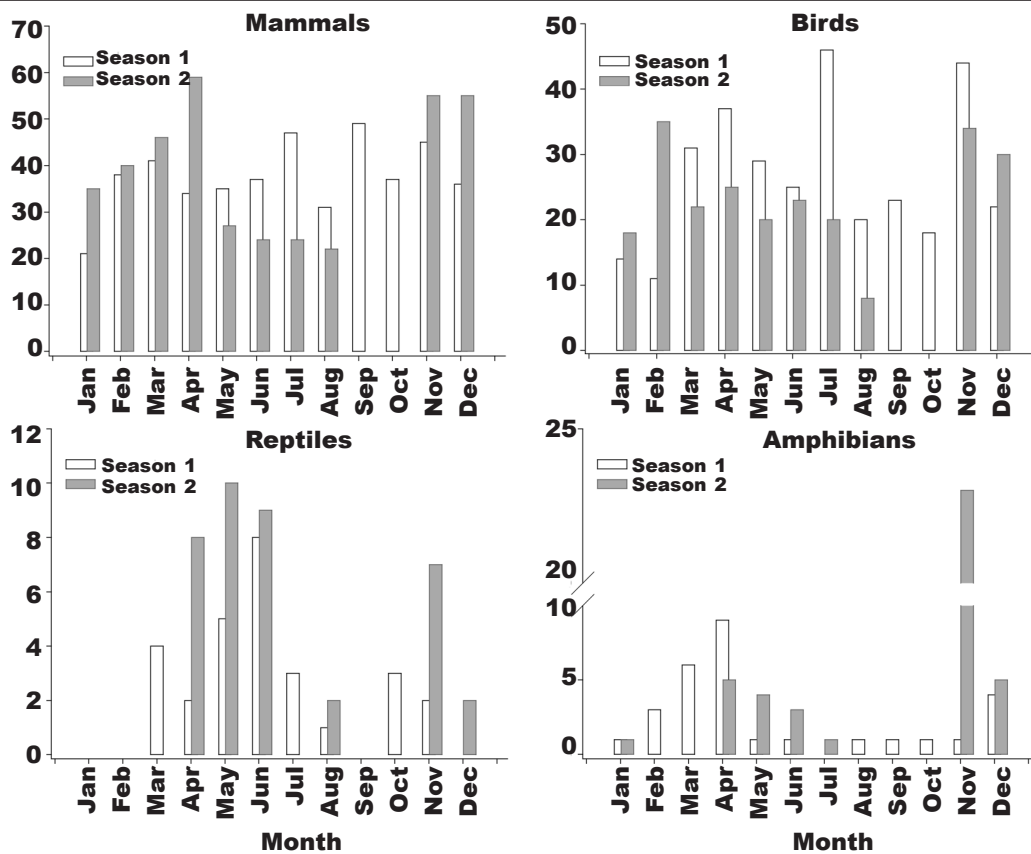 Mammals
70
60
50
40
30
20
10
0
Season 1
Season 2
Jan
Feb
Mar
Apr
May
Jun
Jul
Aug
Sep
Oct
Nov
Dec
Birds
50
40
30
20
10
0
Season 1
Season 2
Jan
Feb
Mar
Apr
May
Jun
Jul
Aug
Sep
Oct
Nov
Dec
Reptiles
12
10
8
6
4
2
0
Season 1
Season 2
Jan
Feb
Mar
Apr
May
Jun
Jul
Aug
Sep
Oct
Nov
Dec
Month
Amphibians
25
20
10
5
0
Season 1
Season 2
Jan
Feb
Mar
Apr
May
Jun
Jul
Aug
Sep
Oct
Nov
Dec
Month